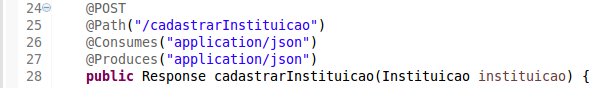 24 @POST
25 @Path("/cadastrarInstituicao")
26 @Consumes("application/json")
27 @Produces("application/json")
28 public Response cadastrarInstituicao(Instituicao instituicao) {